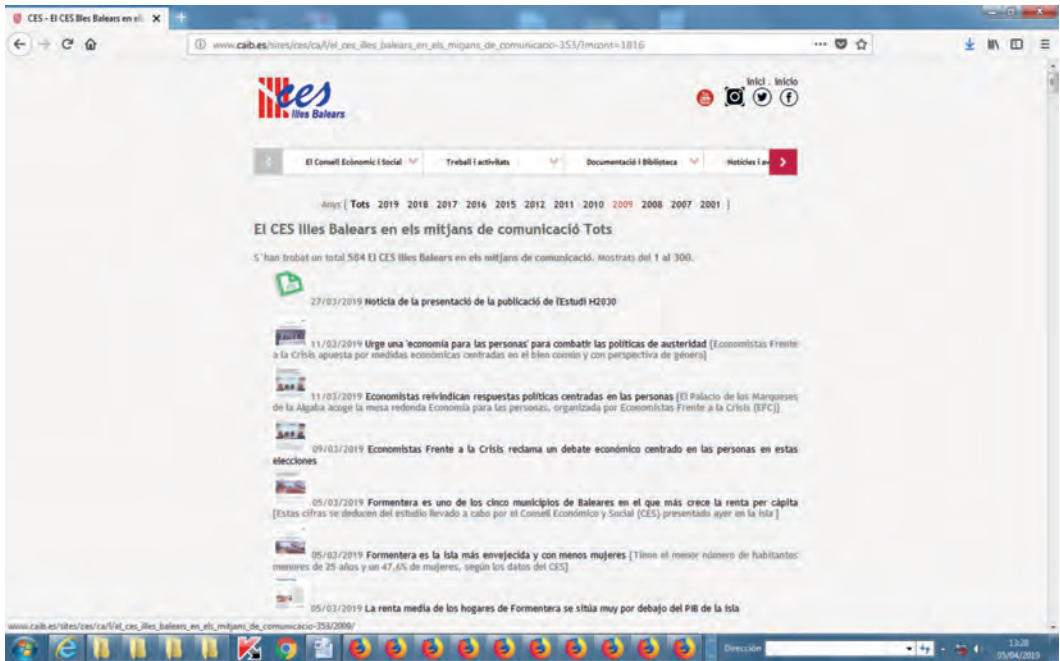 CES - El CES Illes Balears en el
www.caib.es/sites/ces/ca/l/el_ces_illes_balears_en_els_mitjans_de_comunicacio-353/?mcont=1816
ces
Illes Balears
Inici . Inicio
El Consell Econòmic i Social
Treball i activitats
Documentació i Biblioteca
Notícies i av
Anys [ Tots 2019 2018 2017 2016 2015 2012 2011 2010 2009 2008 2007 2001 ]
El CES Illes Balears en els mitjans de comunicació Tots
S'han trobat un total 584 El CES Illes Balears en els mitjans de comunicació. Mostrats del 1 al 300.
27/03/2019 Notícia de la presentació de la publicació de l'Estudi H2030
11/03/2019 Urge una 'economía para las personas' para combatir las políticas de austeridad [Economistas Frente
a la Crisis apuesta por medidas económicas centradas en el bien común y con perspectiva de género]
11/03/2019 Economistas reivindican respuestas políticas centradas en las personas [El Palacio de los Marqueses
de la Algaba acoge la mesa redonda Economía para las personas, organizada por Economistas Frente a la Crisis (EFC)]
09/03/2019 Economistas Frente a la Crisis reclama un debate económico centrado en las personas en estas
elecciones
05/03/2019 Formentera es uno de los cinco municipios de Baleares en el que más crece la renta per cápita
[Estas cifras se deducen del estudio llevado a cabo por el Consell Económico y Social (CES) presentado ayer en la isla ]
05/03/2019 Formentera es la isla más envejecida y con menos mujeres [Tiene el menor número de habitantes
menores de 25 años y un 47,6% de mujeres, según los datos del CES]
05/03/2019 La renta media de los hogares de Formentera se sitúa muy por debajo del PIB de la isla
www.caib.es/sites/ces/ca/l/el_ces_illes_balears_en_els_mitjans_de_comunicacio-353/2009/
Dirección
13:28
05/04/2019